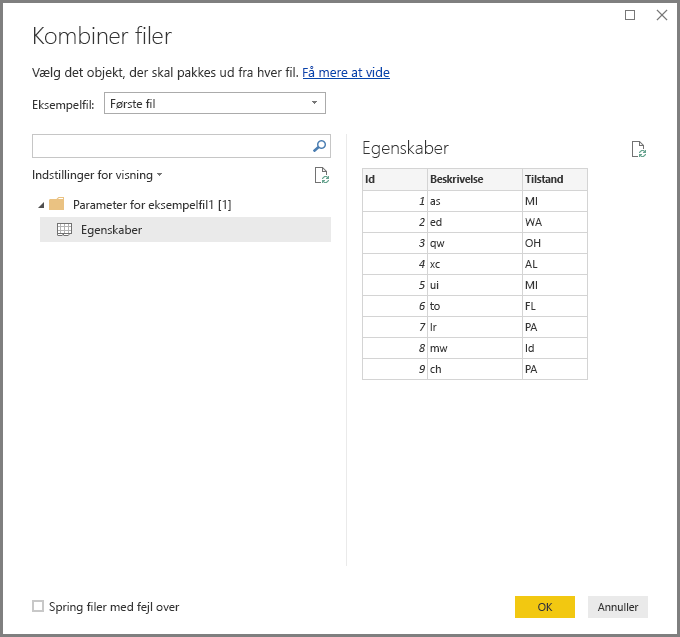 Kombiner filer
Vælg det objekt, der skal pakkes ud fra hver fil. Få mere at vide
Eksempelfil: Første fil
Indstillinger for visning
Parameter for eksempelfil1 [1]
Egenskaber
Egenskaber
Id Beskrivelse Tilstand
1 as MI
2 ed WA
3 qw OH
4 xc AL
5 ui MI
6 to FL
7 lr PA
8 mw Id
9 ch PA
Spring filer med fejl over
OK Annuller